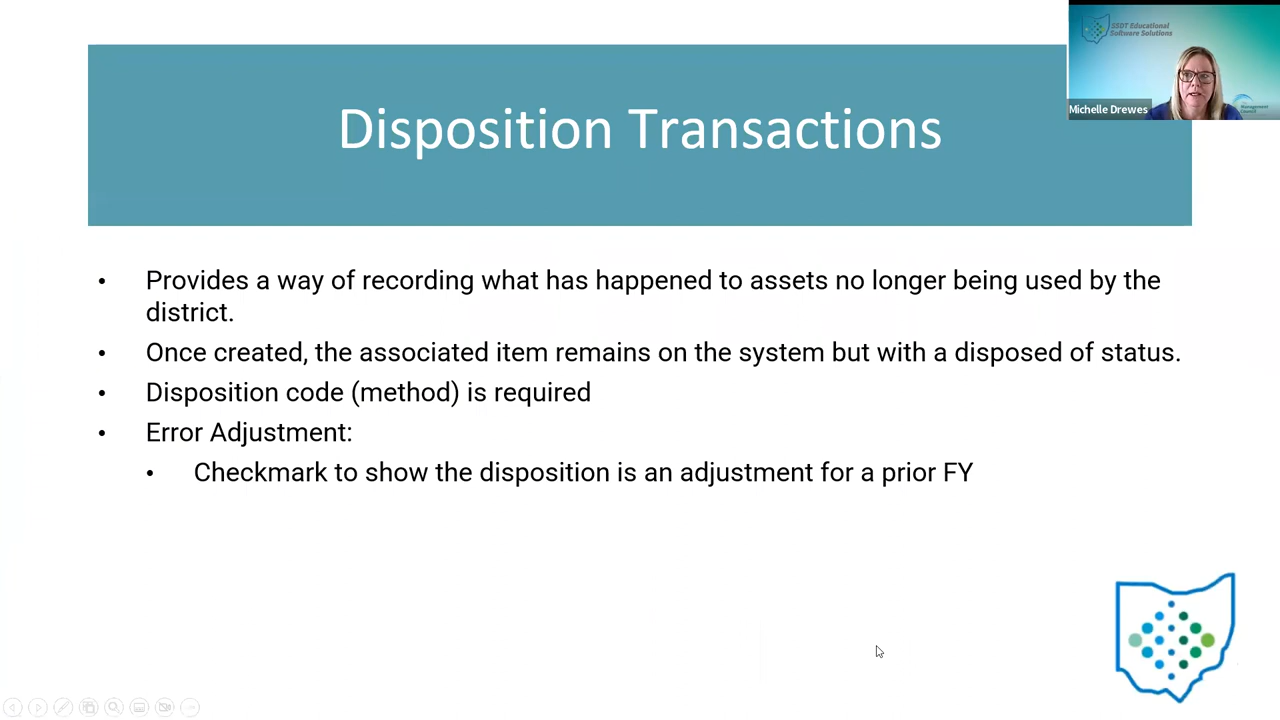 SSDT Educational
Software Solutions
Michelle Drewes
Management
Council
Disposition Transactions
• Provides a way of recording what has happened to assets no longer being used by the
district.
• Once created, the associated item remains on the system but with a disposed of status.
• Disposition code (method) is required
• Error Adjustment:
• Checkmark to show the disposition is an adjustment for a prior FY